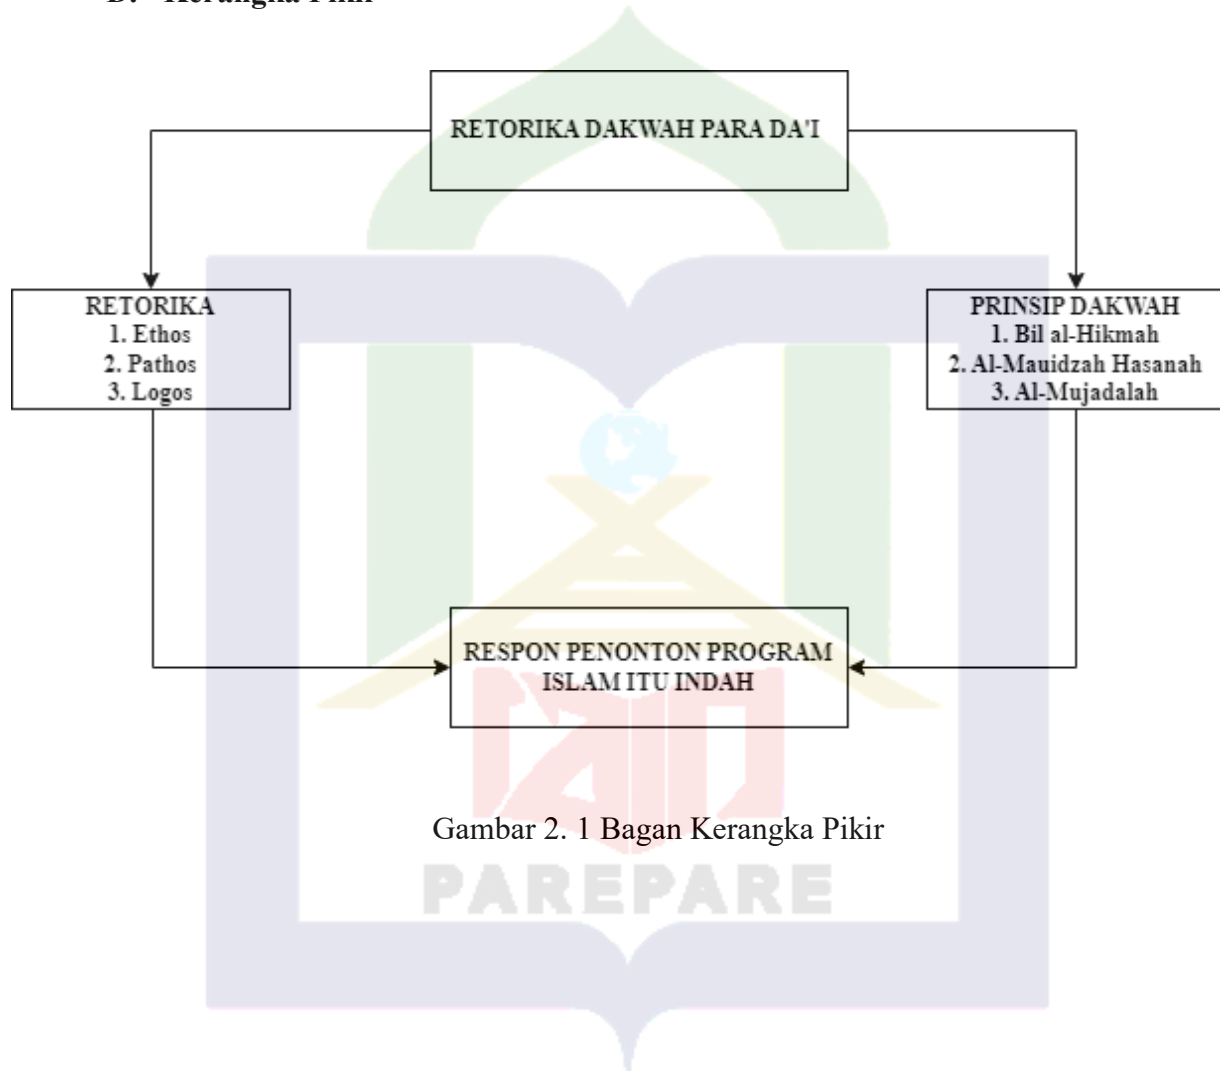 D. Kerangka Pikir
RETORIKA DAKWAH PARA DA'I
RETORIKA
1. Ethos
2. Pathos
3. Logos
PRINSIP DAKWAH
1. Bil al-Hikmah
2. Al-Mauidzah Hasanah
3. Al-Mujadalah
RESPON PENONTON PROGRAM
ISLAM ITU INDAH
Gambar 2. 1 Bagan Kerangka Pikir
PAREPARE